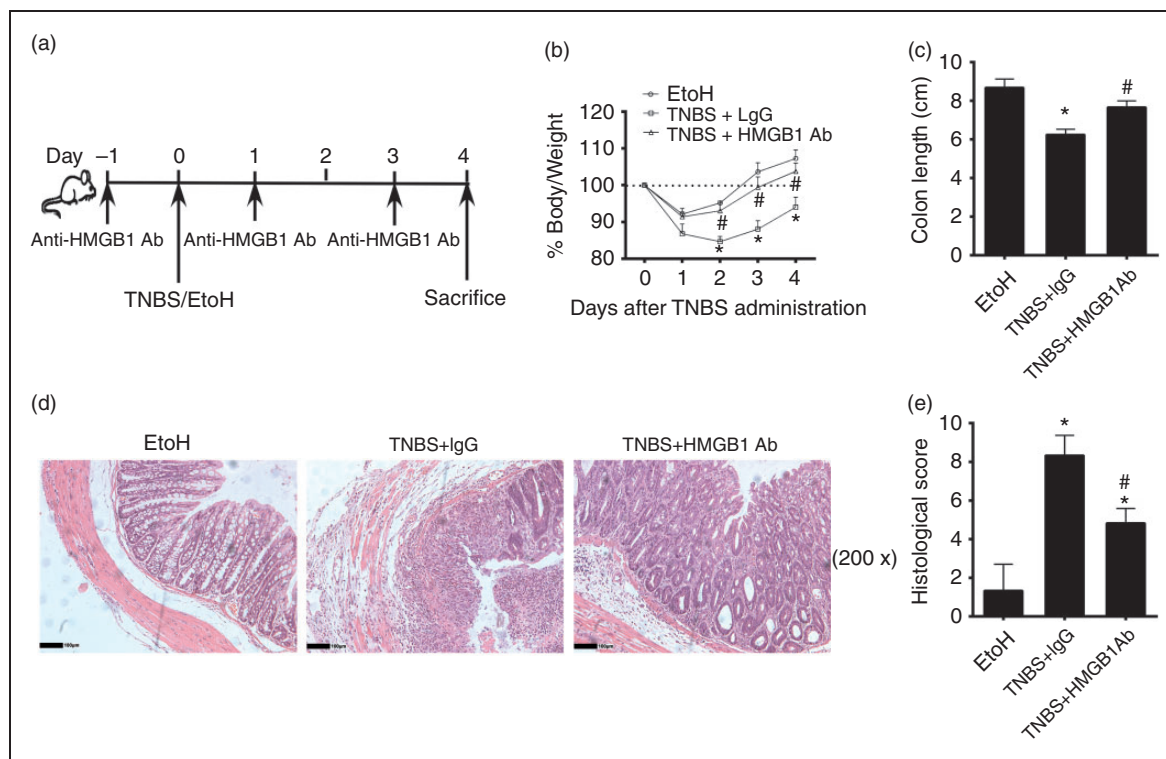 (a)
Day –1 0 1 2 3 4
Anti-HMGB1 Ab Anti-HMGB1 Ab Anti-HMGB1 Ab
TNBS/EtoH
Sacrifice
(b)
EtoH
TNBS + LgG
TNBS + HMGB1 Ab
% Body/Weight
120
110
100
90
80
# # #
* * *
0 1 2 3 4
Days after TNBS administration
(c)
Colon length (cm)
10
8
6
4
2
0
*
#
EtoH
TNBS+IgG
TNBS+HMGB1Ab
(d)
EtoH
TNBS+IgG
TNBS+HMGB1 Ab
100μm
100μm
100μm
(200 x)
(e)
Histological score
10
8
6
4
2
0
*
#
*
EtoH
TNBS+IgG
TNBS+HMGB1Ab